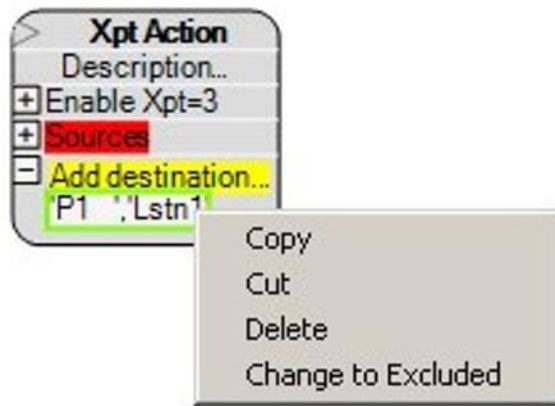 Xpt Action
Description...
Enable Xpt=3
Sources
Add destination...
'P1 ','Lstn1'
Copy
Cut
Delete
Change to Excluded